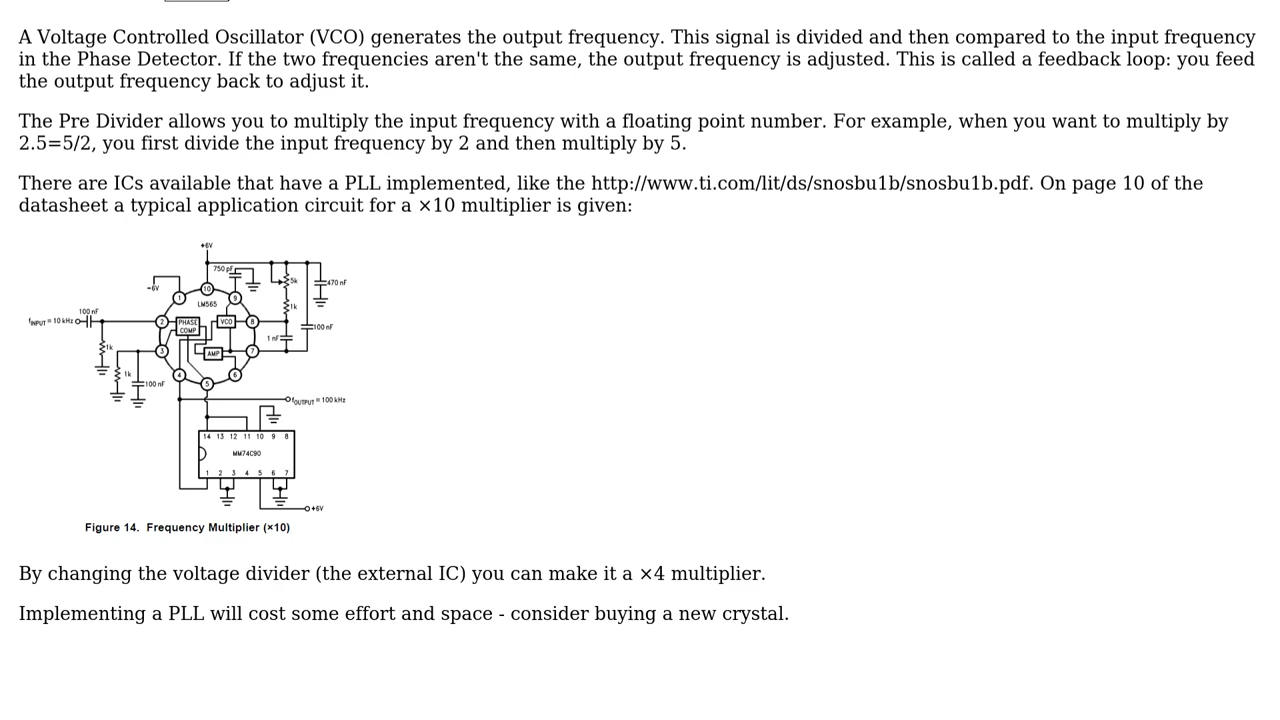 A Voltage Controlled Oscillator (VCO) generates the output frequency. This signal is divided and then compared to the input frequency
in the Phase Detector. If the two frequencies aren't the same, the output frequency is adjusted. This is called a feedback loop: you feed
the output frequency back to adjust it.
The Pre Divider allows you to multiply the input frequency with a floating point number. For example, when you want to multiply by
2.5=5/2, you first divide the input frequency by 2 and then multiply by 5.
There are ICs available that have a PLL implemented, like the http://www.ti.com/lit/ds/snosbu1b/snosbu1b.pdf. On page 10 of the
datasheet a typical application circuit for a ×10 multiplier is given:
+6V
750 pF
−6V
5k
470 nF
10
1
9
LM565
1k
100 nF
fINPUT = 10 kHz
2
PHASE
COMP
VCO
8
100 nF
1 nF
1k
3
AMP
7
1k
4
6
100 nF
5
fOUTPUT = 100 kHz
14 13 12 11 10 9 8
MM74C90
1 2 3 4 5 6 7
+6V
Figure 14. Frequency Multiplier (×10)
By changing the voltage divider (the external IC) you can make it a ×4 multiplier.
Implementing a PLL will cost some effort and space - consider buying a new crystal.